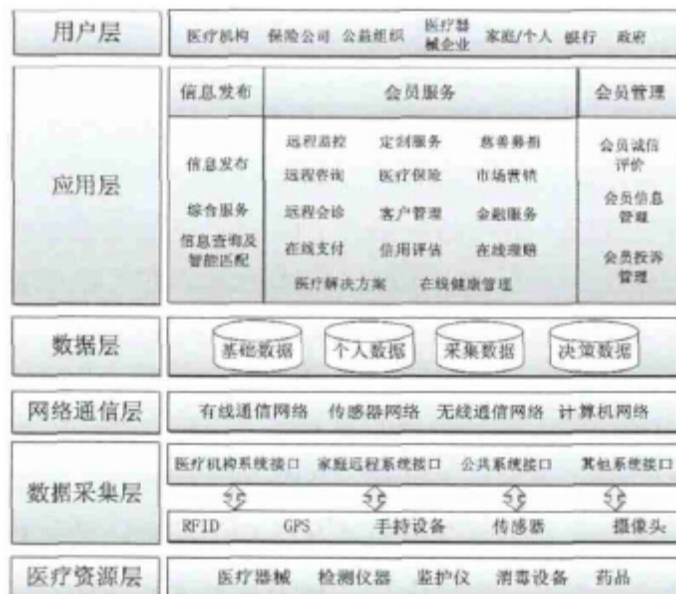 用户层
医疗机构 保险公司 公益组织 医疗器械企业 家庭/个人 银行 政府
应用层
信息发布 会员服务 会员管理
信息发布
综合服务
信息查询及
智能匹配
远程监控 定制服务 慈善募捐
远程咨询 医疗保险 市场营销
远程会诊 客户管理 金融服务
在线支付 信用评估 在线理赔
医疗解决方案 在线健康管理
会员诚信
评价
会员信息
管理
会员投诉
管理
数据层
基础数据 个人数据 采集数据 决策数据
网络通信层
有线通信网络 传感器网络 无线通信网络 计算机网络
数据采集层
医疗机构系统接口 家庭远程系统接口 公共系统接口 其他系统接口
RFID GPS 手持设备 传感器 摄像头
医疗资源层
医疗器械 检测仪器 监护仪 消毒设备 药品